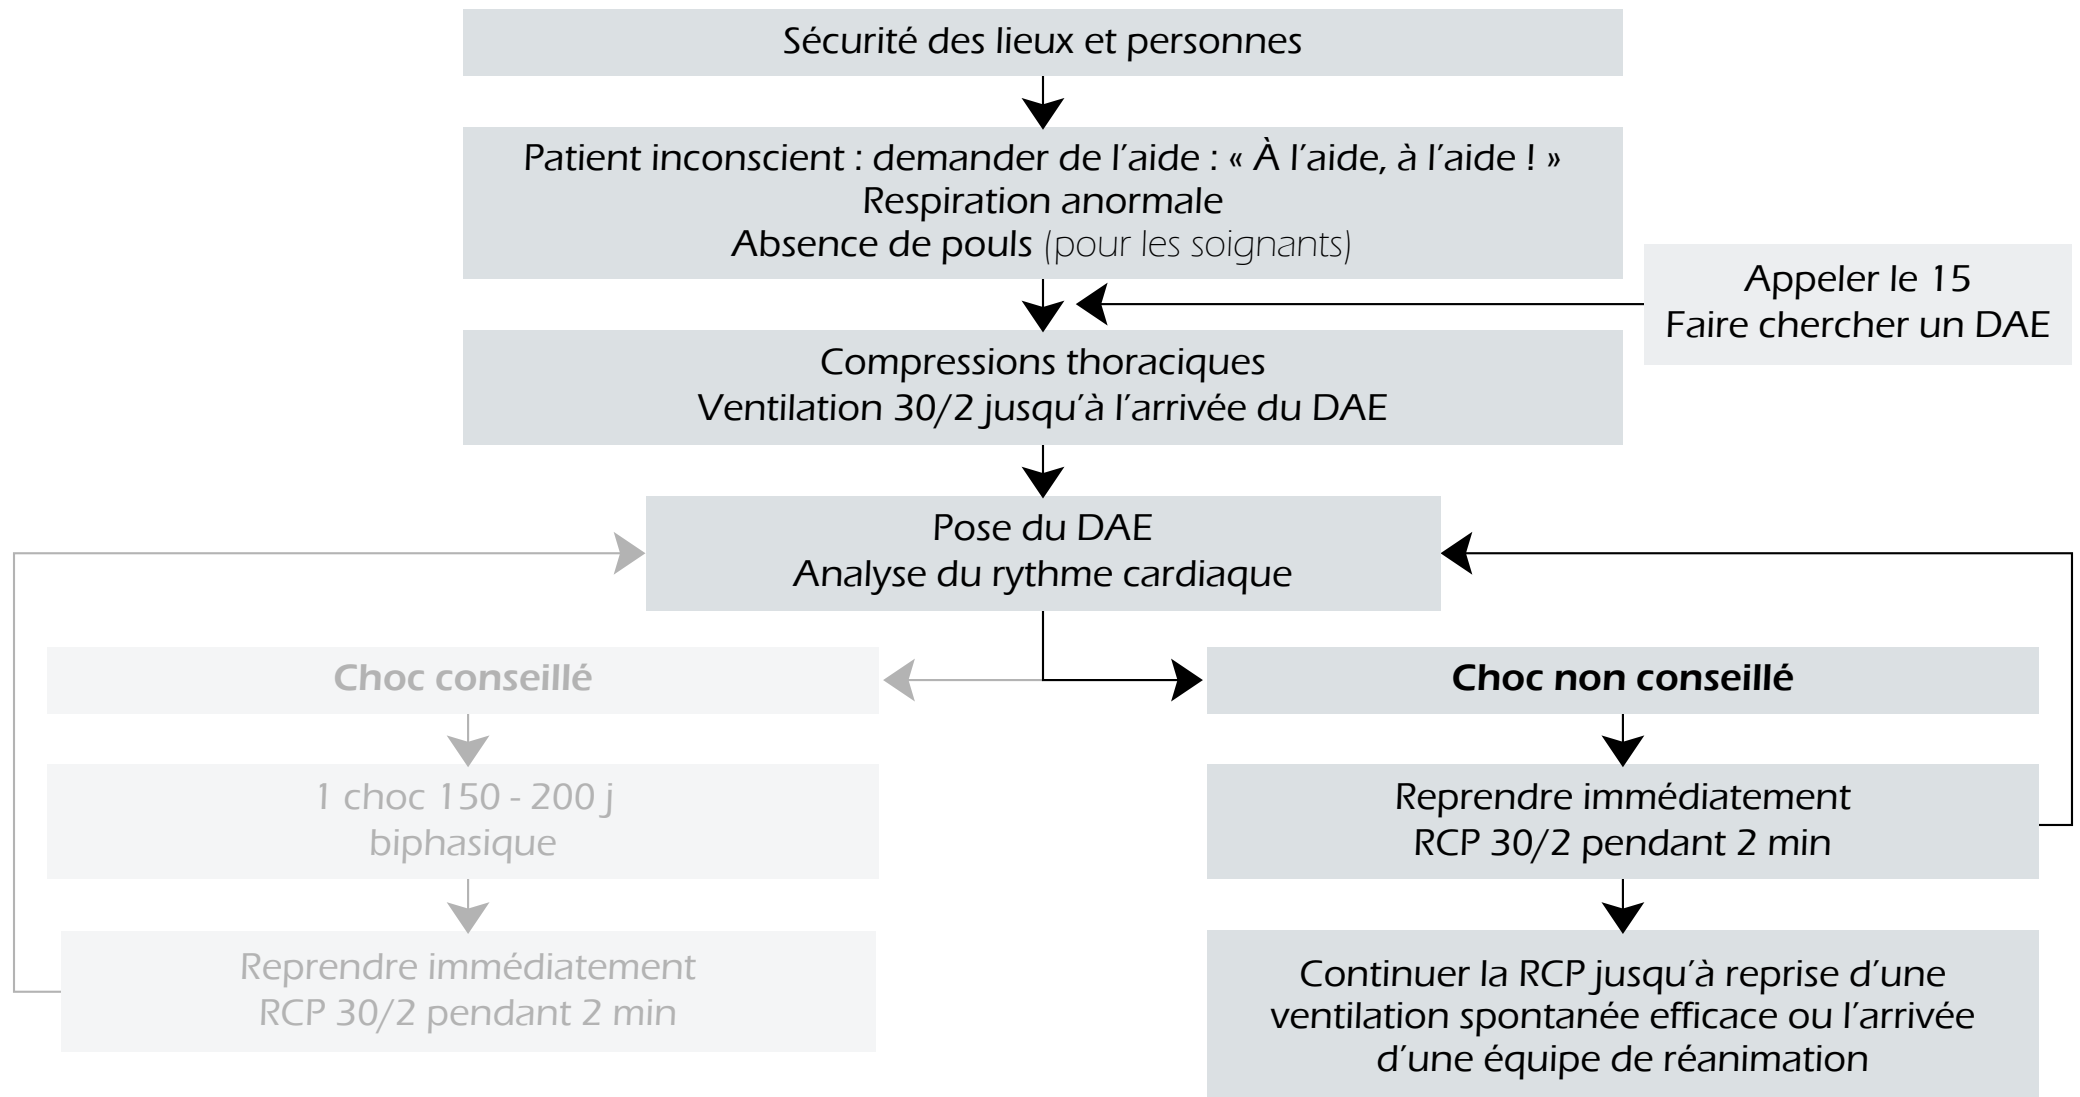 Sécurité des lieux et personnes
Patient inconscient : demander de l’aide : « À l’aide, à l’aide ! »
Respiration anormale
Absence de pouls (pour les soignants)
Appeler le 15
Faire chercher un DAE
Compressions thoraciques
Ventilation 30/2 jusqu’à l’arrivée du DAE
Pose du DAE
Analyse du rythme cardiaque
Choc conseillé
1 choc 150 - 200 j
biphasique
Reprendre immédiatement
RCP 30/2 pendant 2 min
Choc non conseillé
Reprendre immédiatement
RCP 30/2 pendant 2 min
Continuer la RCP jusqu’à reprise d’une
ventilation spontanée efficace ou l’arrivée
d’une équipe de réanimation